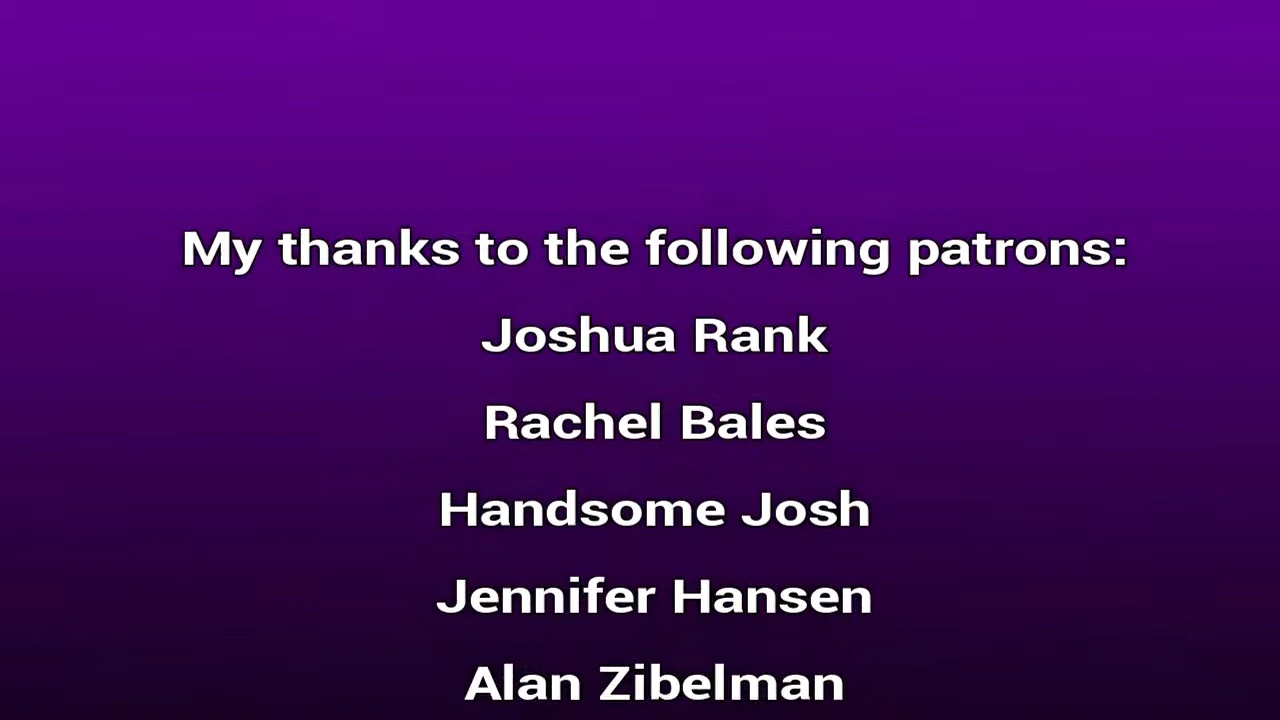 My thanks to the following patrons:
Joshua Rank
Rachel Bales
Handsome Josh
Jennifer Hansen
Alan Zibelman